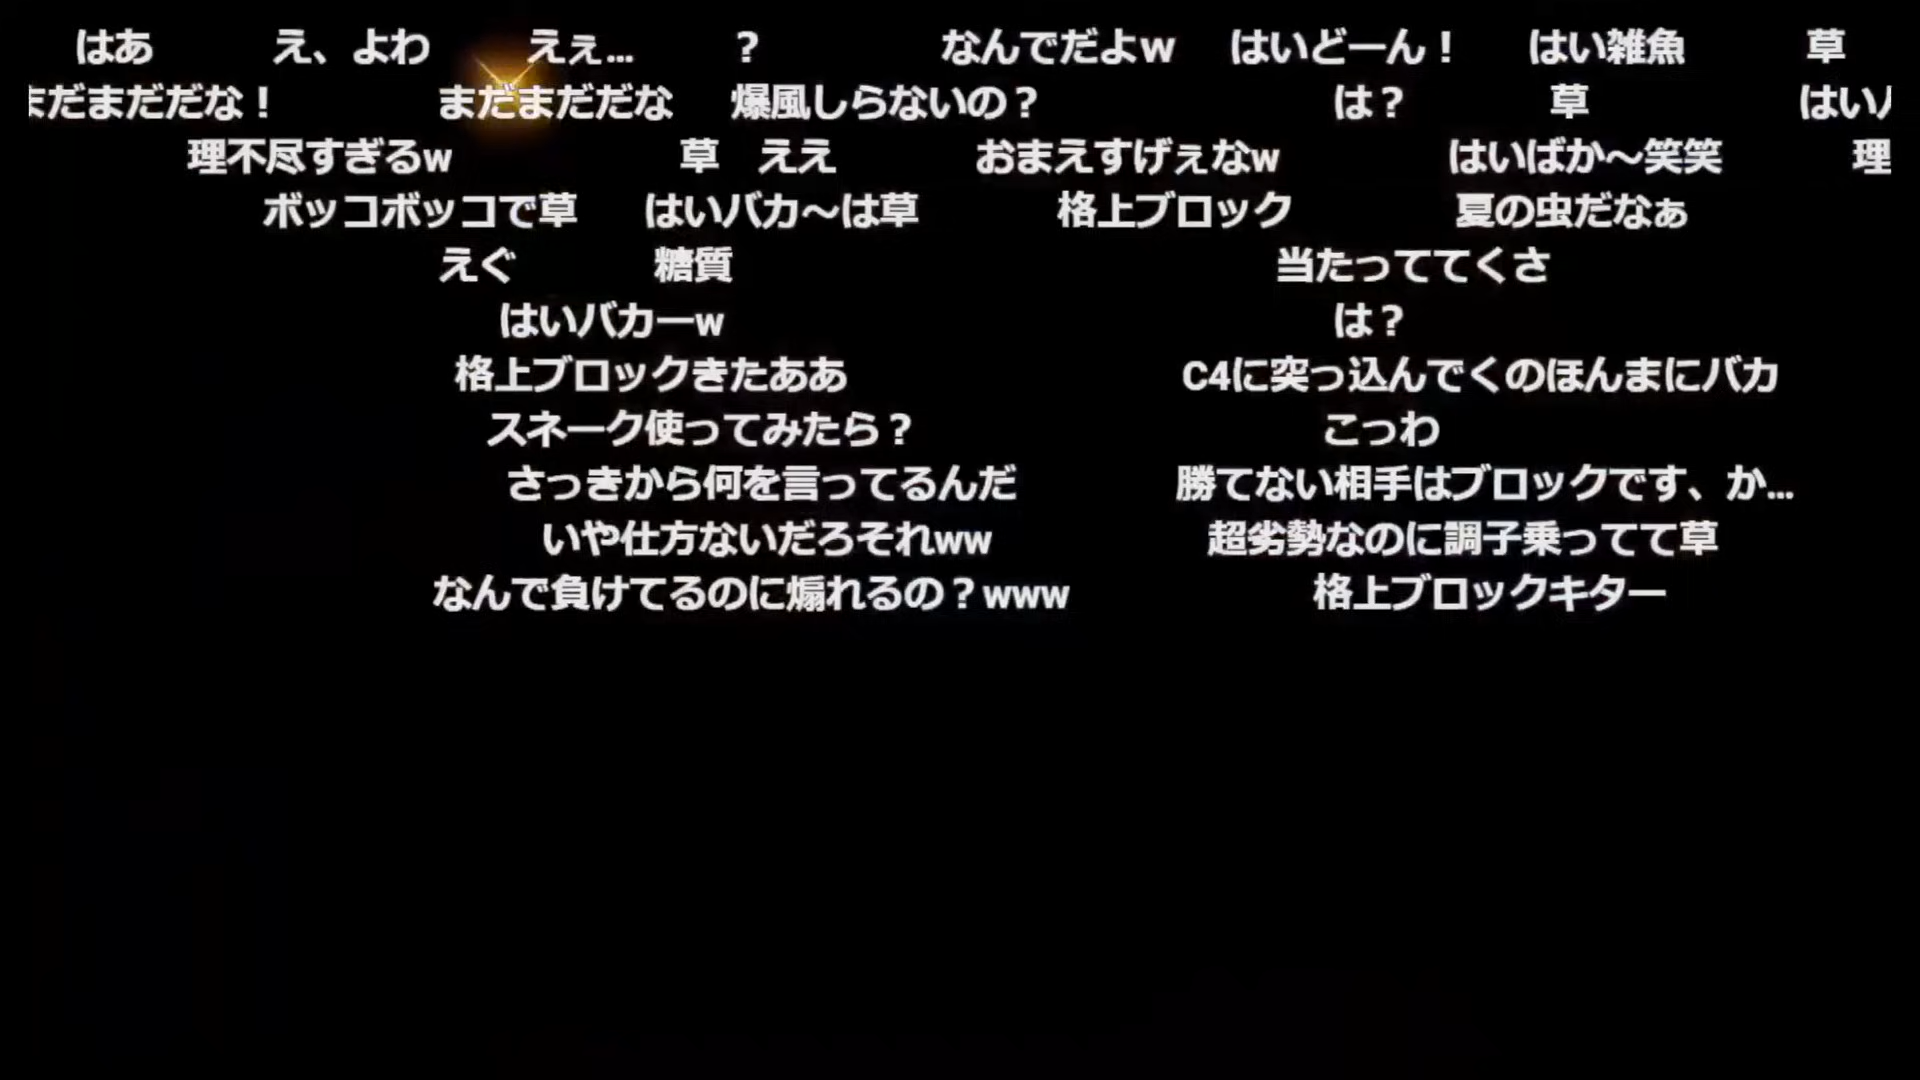 はあ え、よわ えぇ... ？ なんでだよw はいどーん！ はい雑魚 草
まだまだだな！ まだまだだな 爆風しらないの？ は？ 草 はい
理不尽すぎるw 草 ええ おまえすげぇなw はいばか〜笑笑 理
ボッコボッコで草 はいバカ〜は草 格上ブロック 夏の虫だなぁ
えぐ 糖質 当たっててくさ
はいバカーw は？
格上ブロックきたああ C4に突っ込んでくのほんまにバカ
スネーク使ってみたら？ こっわ
さっきから何を言ってるんだ 勝てない相手はブロックです、か...
いや仕方ないだろそれww 超劣勢なのに調子乗ってて草
なんで負けてるのに煽れるの？www 格上ブロックキター